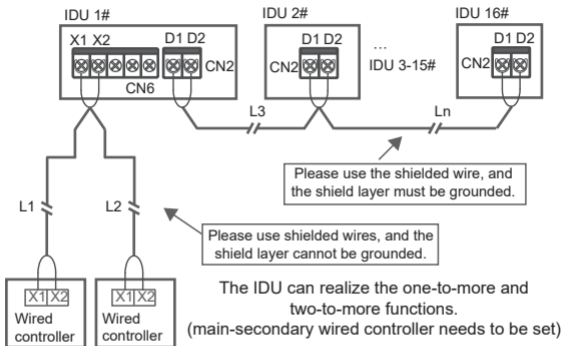 IDU 1#
IDU 2#
IDU 16#
X1 X2
D1 D2
D1 D2
D1 D2
...
CN2
CN2
IDU 3-15#
CN2
CN6
L3
Ln
Please use the shielded wire, and
the shield layer must be grounded.
L1
L2
Please use shielded wires, and the
shield layer cannot be grounded.
X1 X2
X1 X2
Wired
controller
Wired
controller
The IDU can realize the one-to-more and
two-to-more functions.
(main-secondary wired controller needs to be set)